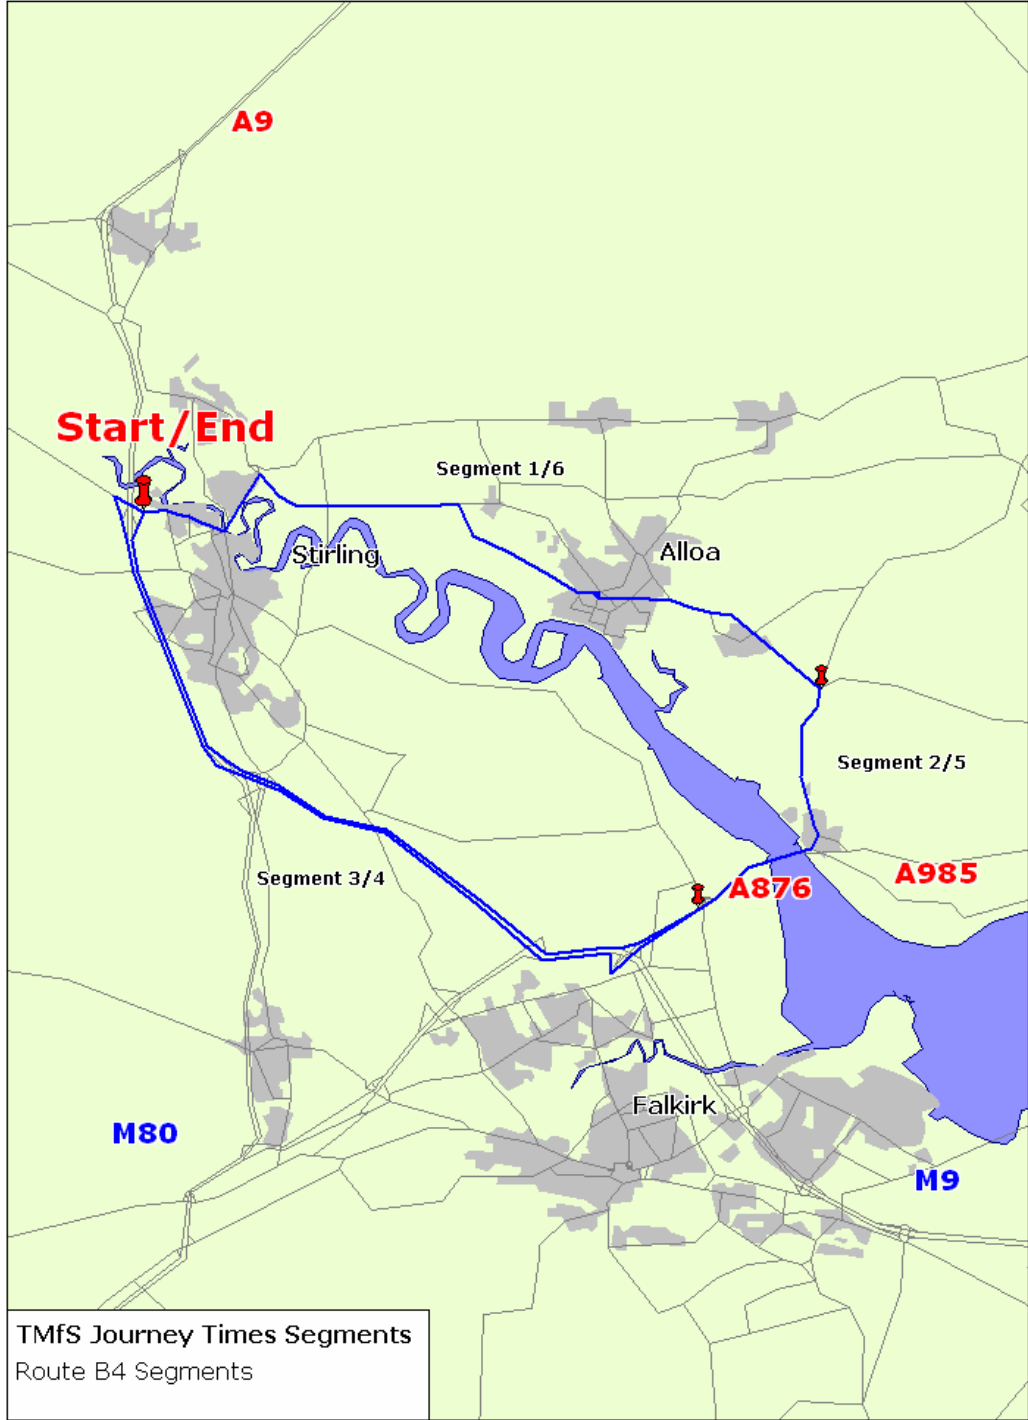 A9
Start/End
Segment 1/6
Stirling
Alloa
Segment 2/5
Segment 3/4
A876
A985
Falkirk
M80
M9
TMfS Journey Times Segments
Route B4 Segments